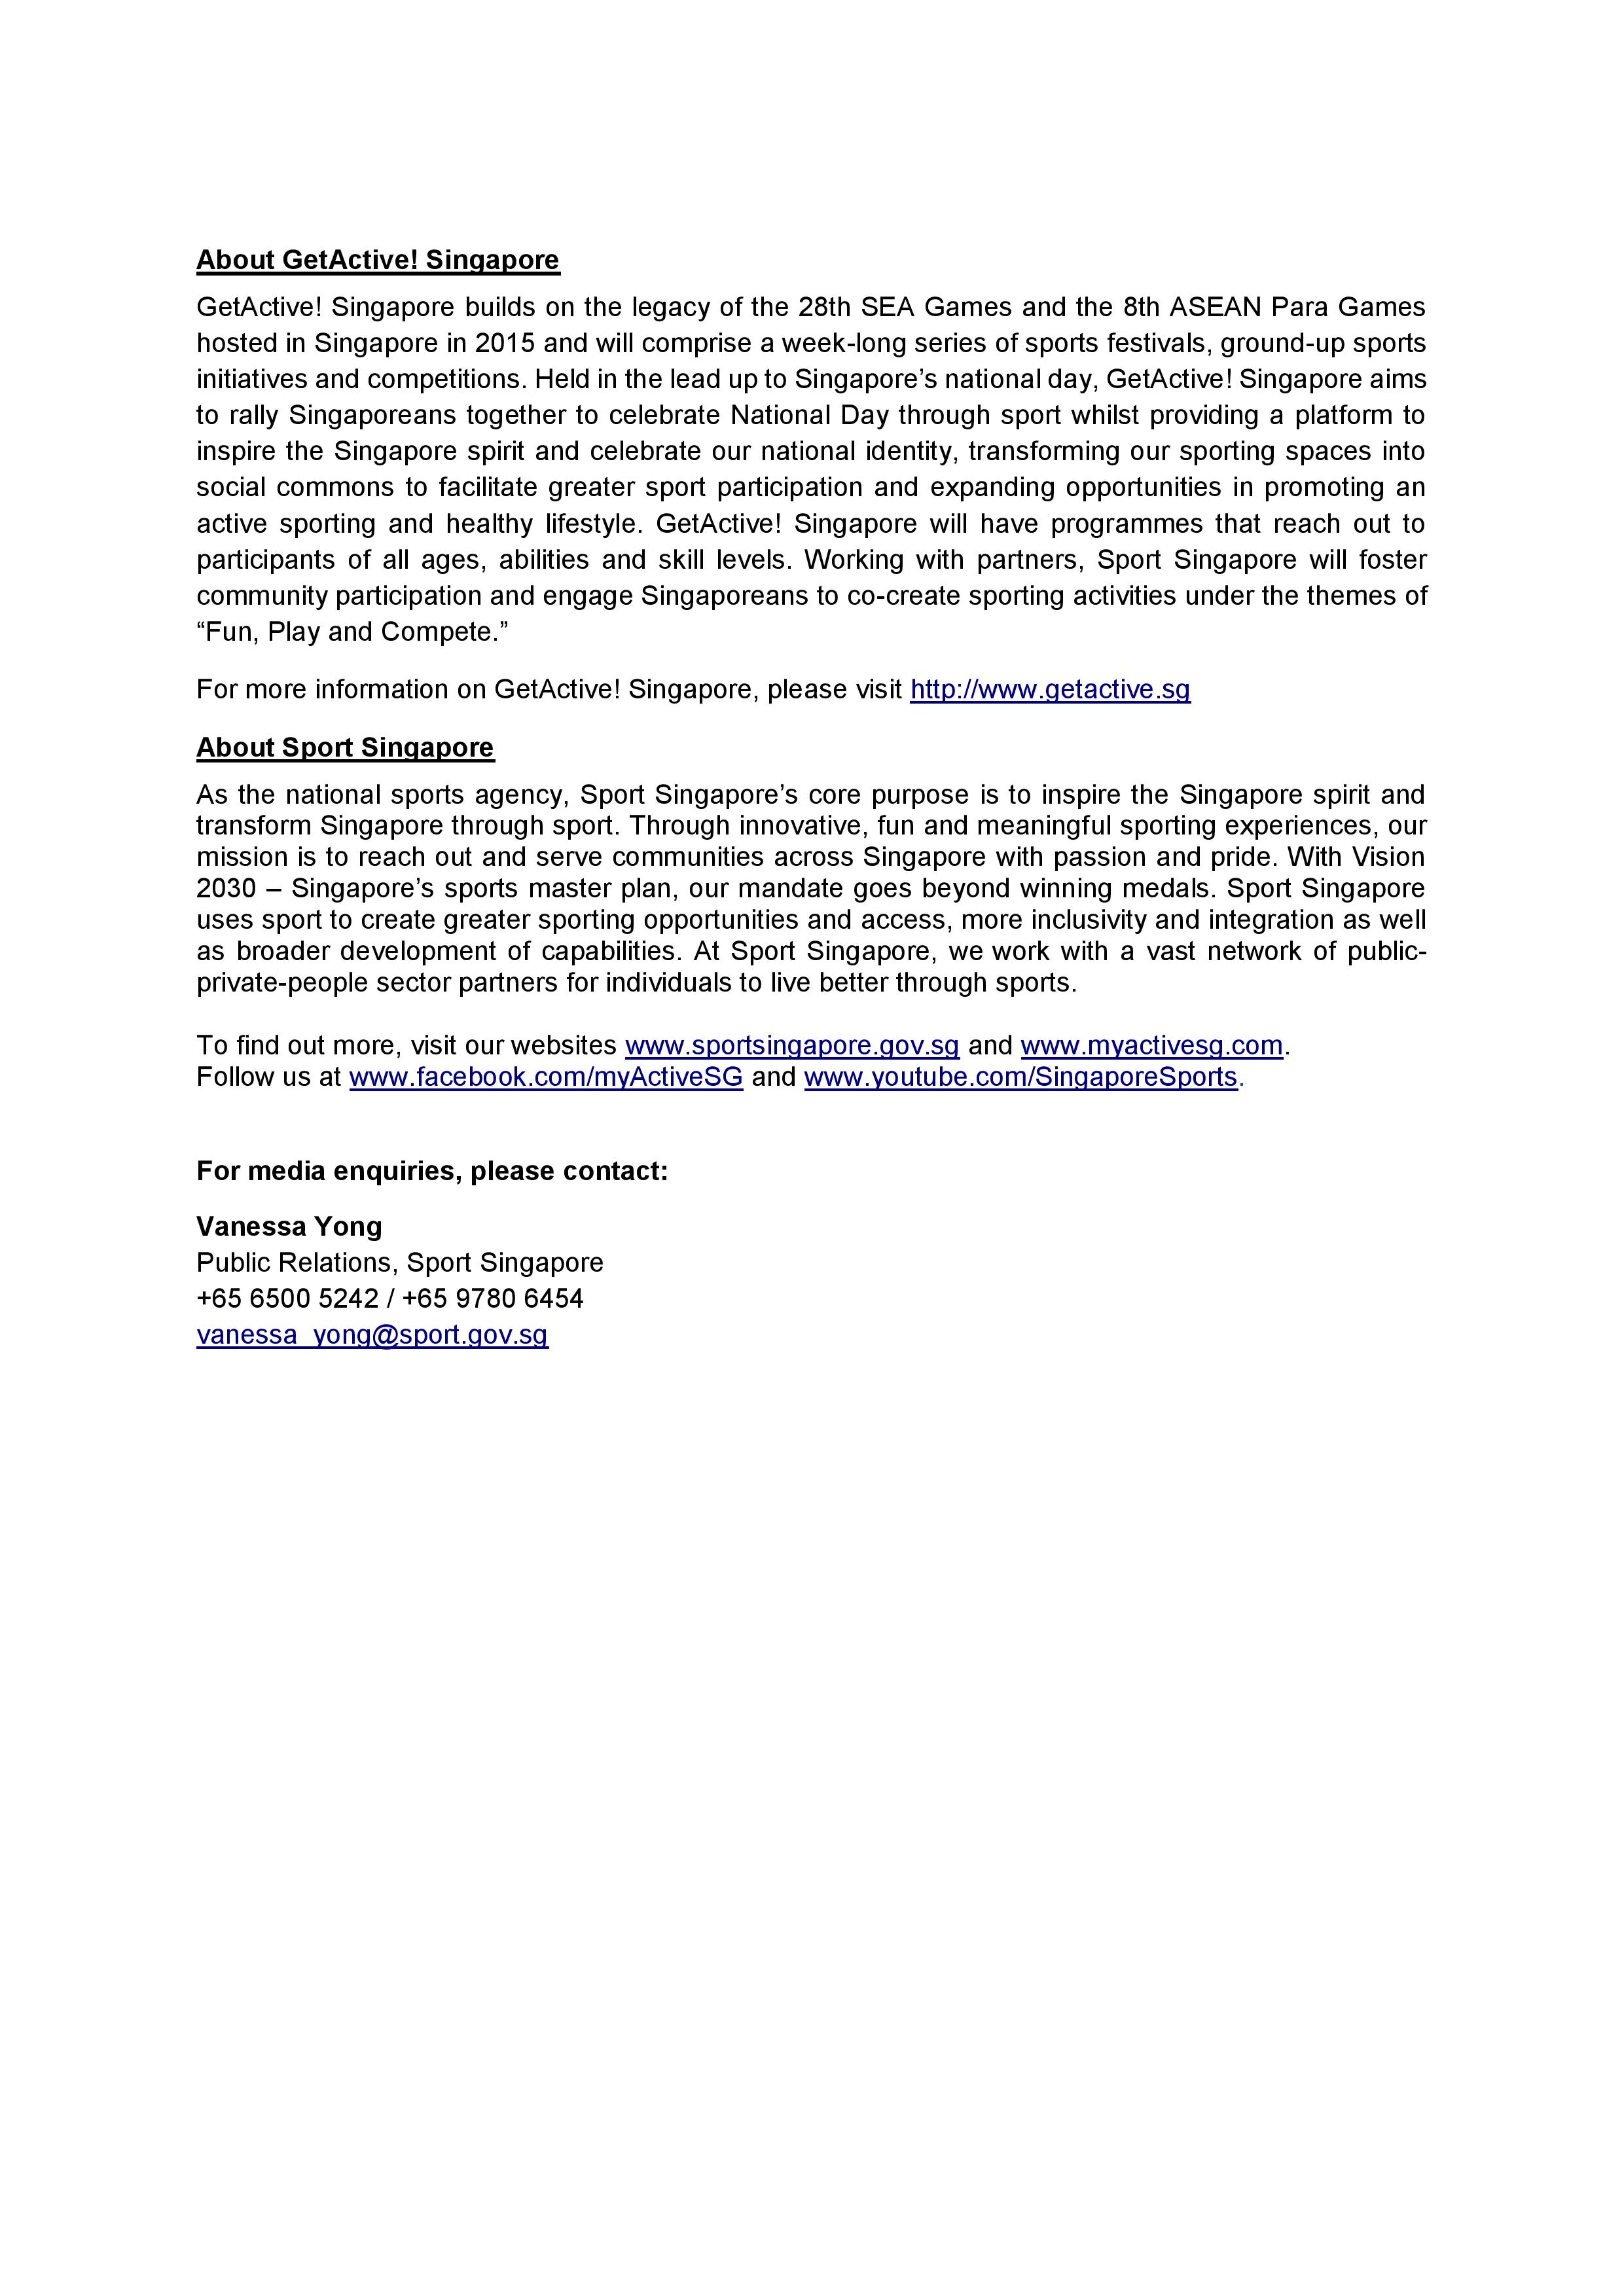 About GetActive! Singapore
GetActive! Singapore builds on the legacy of the 28th SEA Games and the 8th ASEAN Para Games
hosted in Singapore in 2015 and will comprise a week-long series of sports festivals, ground-up sports
initiatives and competitions. Held in the lead up to Singapore’s national day, GetActive! Singapore aims
to rally Singaporeans together to celebrate National Day through sport whilst providing a platform to
inspire the Singapore spirit and celebrate our national identity, transforming our sporting spaces into
social commons to facilitate greater sport participation and expanding opportunities in promoting an
active sporting and healthy lifestyle. GetActive! Singapore will have programmes that reach out to
participants of all ages, abilities and skill levels. Working with partners, Sport Singapore will foster
community participation and engage Singaporeans to co-create sporting activities under the themes of
“Fun, Play and Compete.”
For more information on GetActive! Singapore, please visit http://www.getactive.sg
About Sport Singapore
As the national sports agency, Sport Singapore’s core purpose is to inspire the Singapore spirit and
transform Singapore through sport. Through innovative, fun and meaningful sporting experiences, our
mission is to reach out and serve communities across Singapore with passion and pride. With Vision
2030 – Singapore’s sports master plan, our mandate goes beyond winning medals. Sport Singapore
uses sport to create greater sporting opportunities and access, more inclusivity and integration as well
as broader development of capabilities. At Sport Singapore, we work with a vast network of public-
private-people sector partners for individuals to live better through sports.
To find out more, visit our websites www.sportsingapore.gov.sg and www.myactivesg.com.
Follow us at www.facebook.com/myActiveSG and www.youtube.com/SingaporeSports.
For media enquiries, please contact:
Vanessa Yong
Public Relations, Sport Singapore
+65 6500 5242 / +65 9780 6454
vanessa_yong@sport.gov.sg